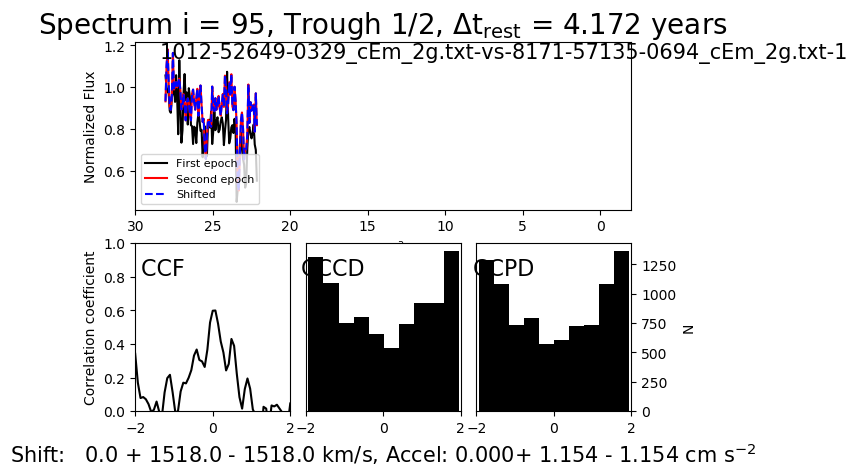 Spectrum i = 95, Trough 1/2, Δt_rest = 4.172 years
1012-52649-0329_cEm_2g.txt-vs-8171-57135-0694_cEm_2g.txt-1
Normalized Flux
1.2
1.0
0.8
0.6
First epoch
Second epoch
Shifted
30 25 20 15 10 5 0
Correlation coefficient
1.0
0.8
0.6
0.4
0.2
0.0
CCF
−2 0 2
CCCD
−2 0 2
CCPD
−2 0 2
1250
1000
750
500
250
0
N
Shift: 0.0 + 1518.0 - 1518.0 km/s, Accel: 0.000+ 1.154 - 1.154 cm s⁻²